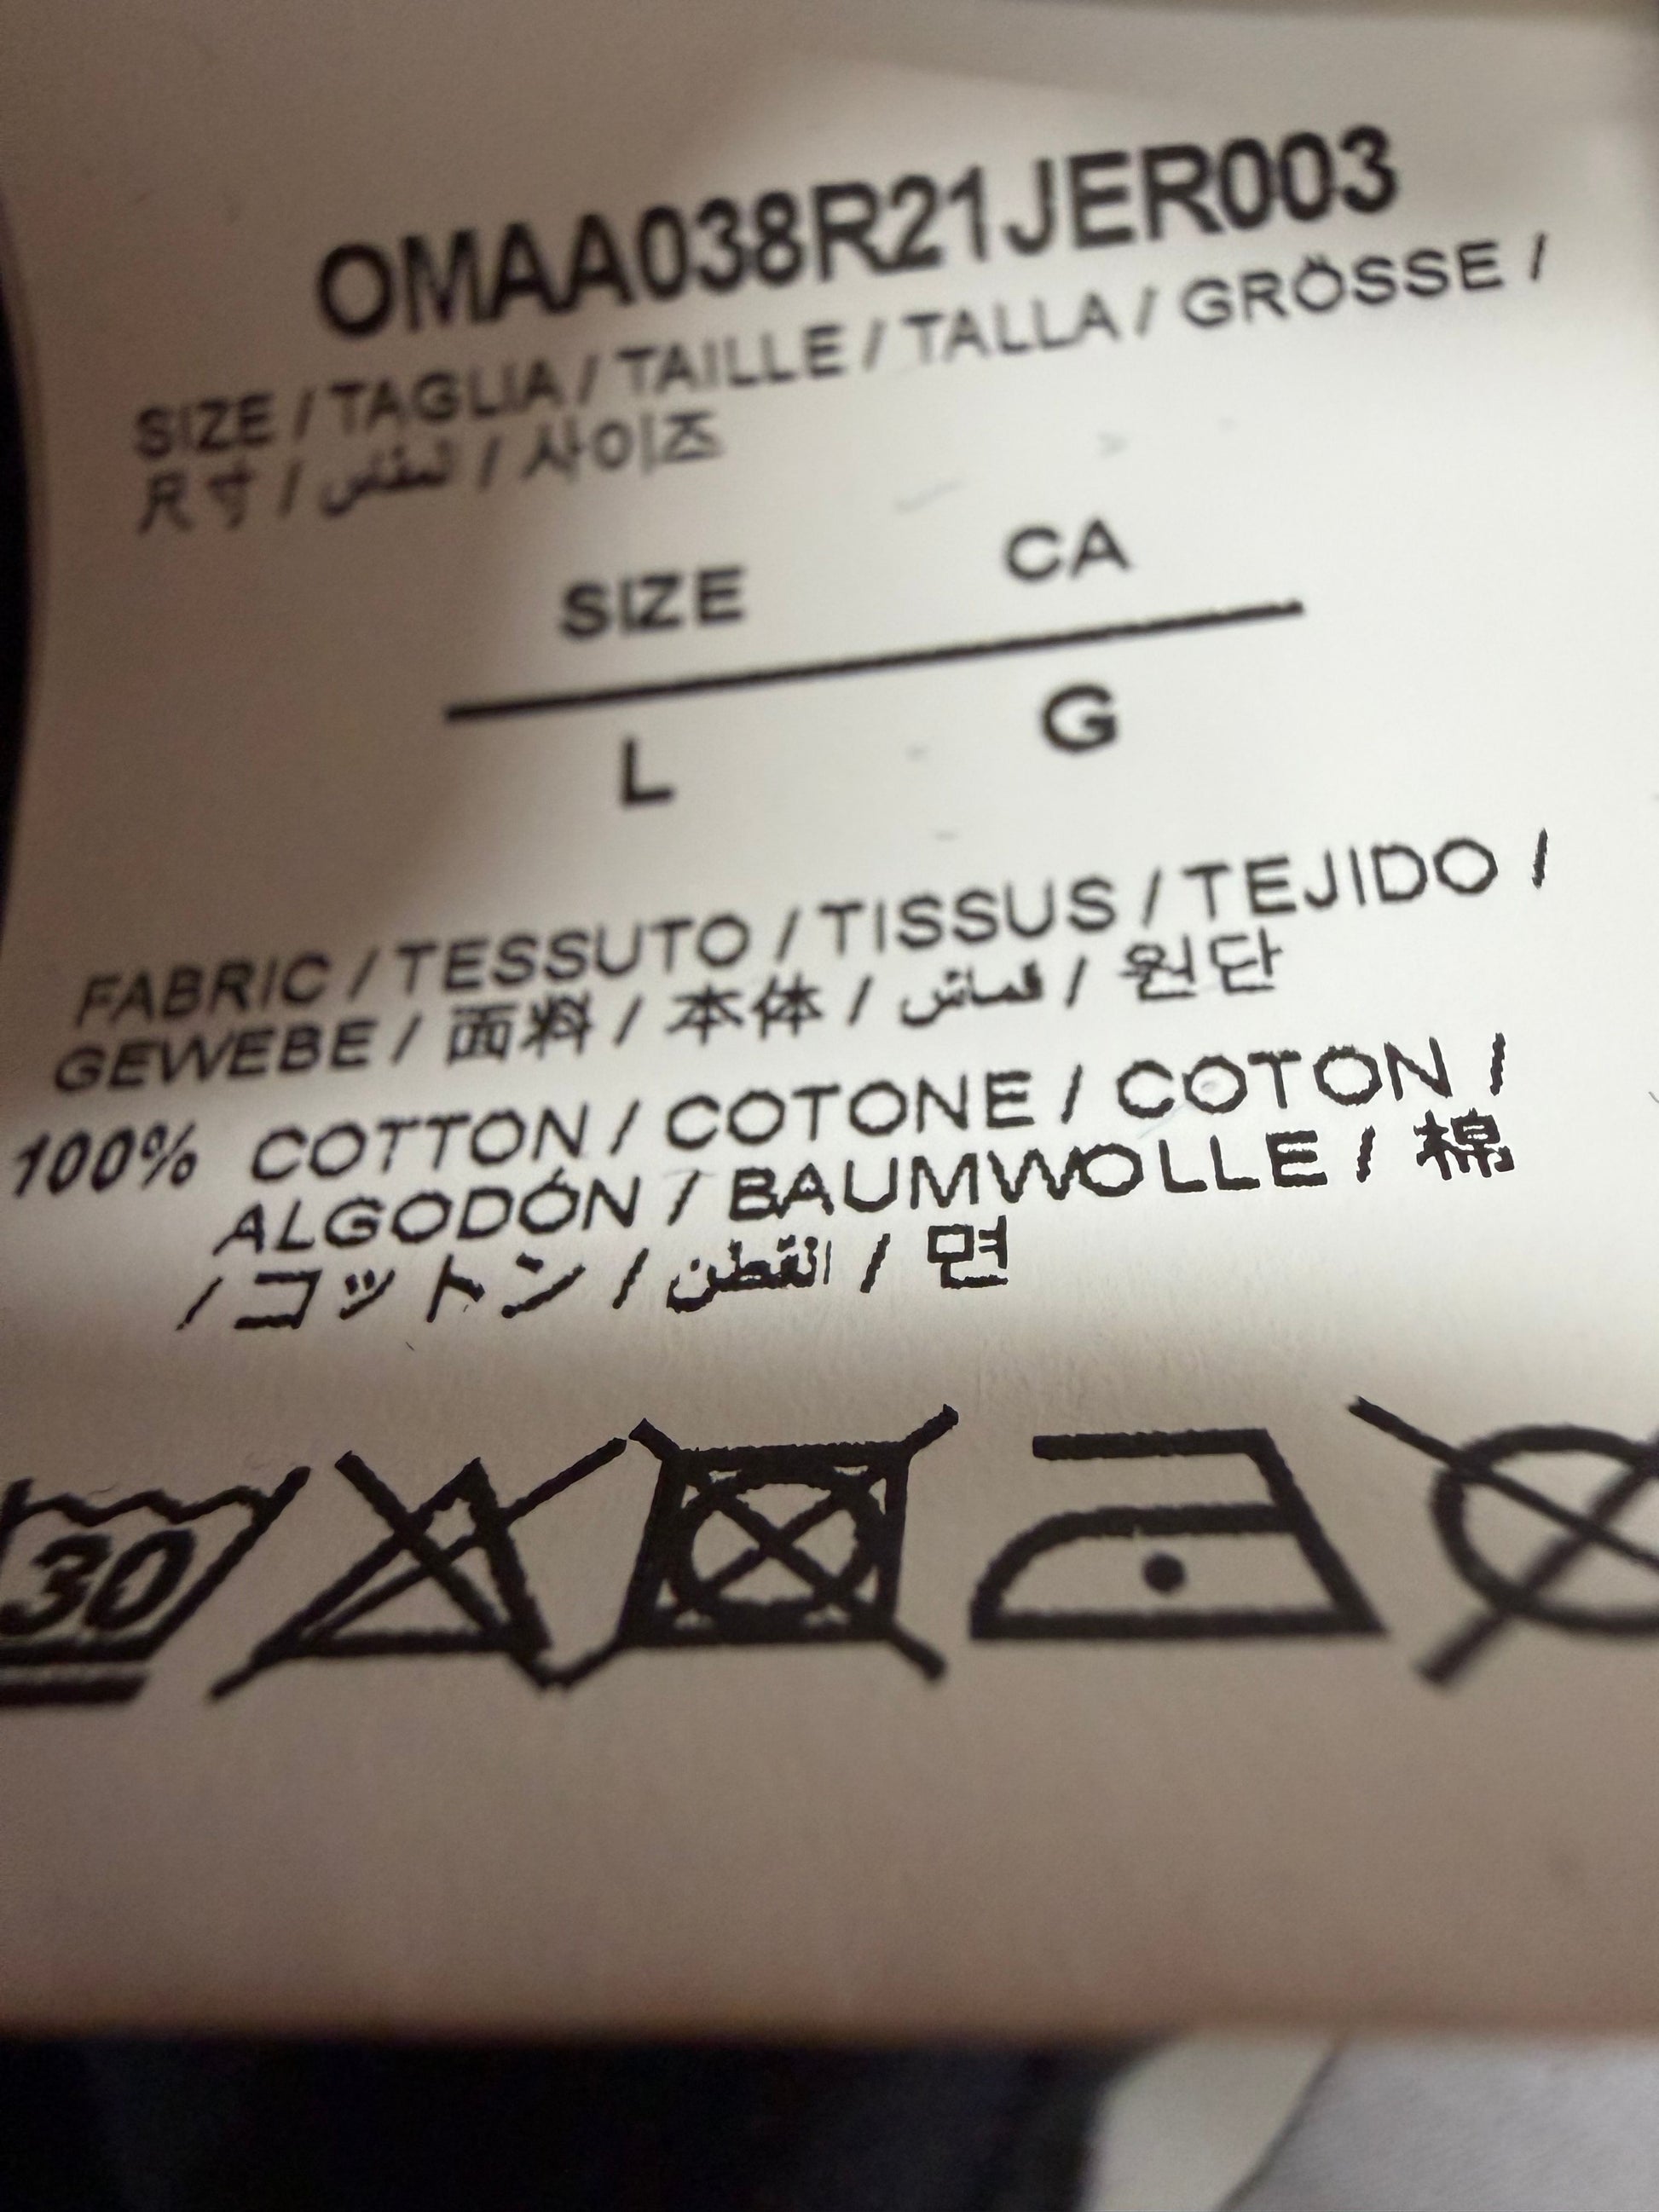 OMAA038R21JER003
SIZE / TAGLIA / TAILLE / TALLA / GRÖSSE /
尺寸 / / 사이즈
SIZE CA
L G
FABRIC / TESSUTO / TISSUS / TEJIDO /
GEWEBE / 面料 / 本体 / قماش / 원단
100% COTTON / COTONE / COTON /
ALGODÓN / BAUMWOLLE / 棉
/ コットン / القطن / 면
30